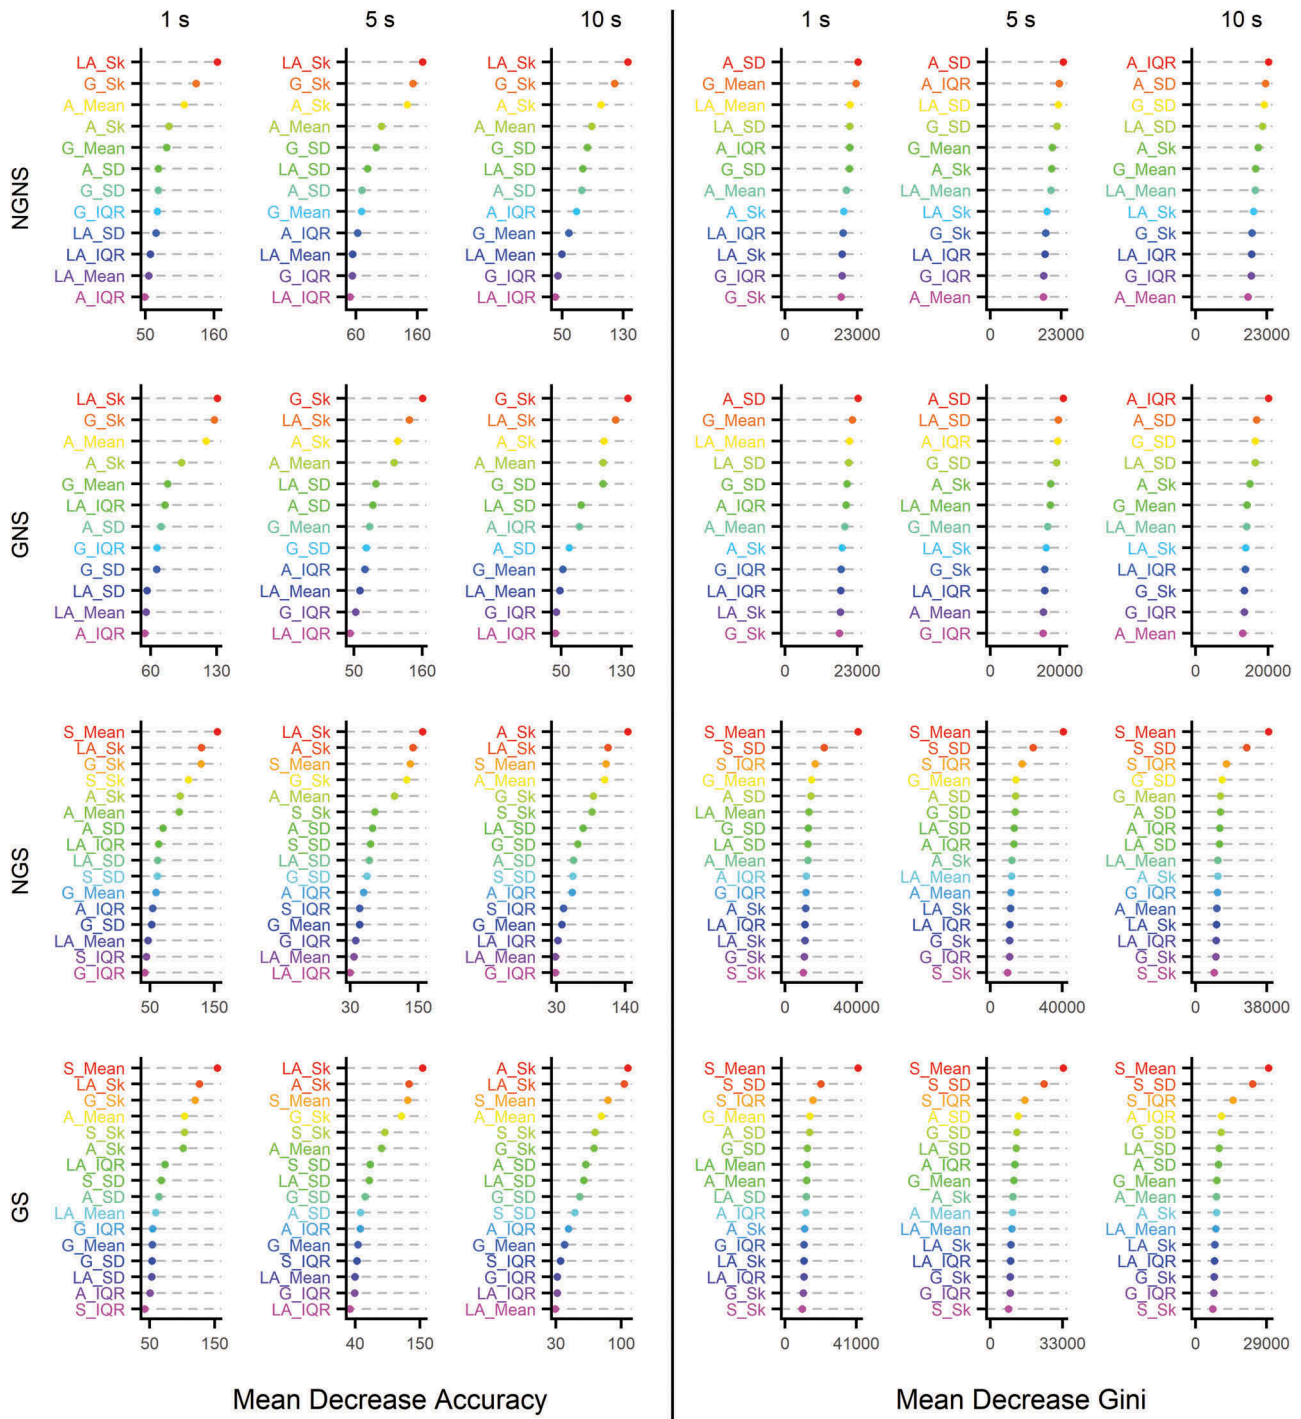 1 s 5 s 10 s 1 s 5 s 10 s
NGNS
LA_Sk LA_Sk LA_Sk A_SD A_SD A_IQR
G_Sk G_Sk G_Sk G_Mean A_IQR A_SD
A_Mean A_Sk A_Sk LA_Mean LA_SD G_SD
A_Sk A_Mean A_Mean LA_SD G_SD LA_SD
G_Mean G_SD G_SD A_IQR G_Mean A_Sk
A_SD LA_SD LA_SD G_SD A_Sk G_Mean
G_SD A_SD A_SD A_Mean LA_Mean LA_Mean
G_IQR G_Mean A_IQR A_Sk LA_Sk LA_Sk
LA_SD A_IQR G_Mean LA_IQR G_Sk G_Sk
LA_IQR LA_Mean LA_Mean LA_Sk LA_IQR LA_IQR
LA_Mean G_IQR G_IQR G_IQR G_IQR G_IQR
A_IQR LA_IQR LA_IQR G_Sk A_Mean A_Mean
50 160 60 160 50 130 0 23000 0 23000 0 23000
GNS
LA_Sk G_Sk G_Sk A_SD A_SD A_IQR
G_Sk LA_Sk LA_Sk G_Mean LA_SD A_SD
A_Mean A_Sk A_Sk LA_Mean A_IQR G_SD
A_Sk A_Mean A_Mean LA_SD G_SD LA_SD
G_Mean LA_SD G_SD G_SD A_Sk A_Sk
LA_IQR A_SD LA_SD A_IQR LA_Mean G_Mean
A_SD G_Mean A_IQR A_Mean G_Mean LA_Mean
G_IQR G_SD A_SD A_Sk LA_Sk LA_Sk
G_SD A_IQR G_Mean G_IQR G_Sk LA_IQR
LA_SD LA_Mean LA_Mean LA_IQR LA_IQR G_Sk
LA_Mean G_IQR G_IQR LA_Sk A_Mean G_IQR
A_IQR LA_IQR LA_IQR G_Sk G_IQR A_Mean
60 130 50 160 50 130 0 23000 0 20000 0 20000
NGS
S_Mean LA_Sk A_Sk S_Mean S_Mean S_Mean
LA_Sk A_Sk LA_Sk S_SD S_SD S_SD
G_Sk S_Mean S_Mean S_IQR S_IQR S_IQR
S_Sk G_Sk A_Mean G_Mean G_Mean G_SD
A_Sk A_Mean G_Sk A_SD A_SD G_Mean
A_Mean S_Sk S_Sk LA_Mean G_SD A_SD
A_SD A_SD LA_SD G_SD LA_SD A_IQR
LA_IQR S_SD G_SD LA_SD A_IQR LA_SD
LA_SD LA_SD A_SD A_Mean A_Sk LA_Mean
S_SD G_SD S_SD A_IQR LA_Mean A_Sk
G_Mean A_IQR A_IQR G_IQR A_Mean G_IQR
A_IQR S_IQR S_IQR A_Sk LA_Sk A_Mean
G_SD G_Mean G_Mean LA_IQR LA_IQR LA_Sk
LA_Mean G_IQR LA_IQR LA_Sk G_Sk LA_IQR
S_IQR LA_Mean LA_Mean G_Sk G_IQR G_Sk
G_IQR LA_IQR G_IQR S_Sk S_Sk S_Sk
50 150 30 150 30 140 0 40000 0 40000 0 38000
GS
S_Mean LA_Sk A_Sk S_Mean S_Mean S_Mean
LA_Sk A_Sk LA_Sk S_SD S_SD S_SD
G_Sk S_Mean S_Mean S_IQR S_IQR S_IQR
A_Mean G_Sk A_Mean G_Mean A_SD A_IQR
S_Sk S_Sk S_Sk A_SD G_SD G_SD
A_Sk A_Mean G_Sk G_SD LA_SD LA_SD
LA_IQR S_SD A_SD LA_Mean A_IQR A_SD
S_SD LA_SD LA_SD A_Mean G_Mean G_Mean
A_SD G_SD G_SD LA_SD A_Sk A_Mean
LA_Mean A_SD S_SD A_IQR A_Mean A_Sk
G_IQR A_IQR A_IQR A_Sk LA_Mean LA_Mean
G_Mean G_Mean G_Mean G_IQR LA_Sk LA_Sk
G_SD S_IQR S_IQR LA_Sk LA_IQR LA_IQR
LA_SD LA_Mean G_IQR LA_IQR G_Sk G_Sk
A_IQR G_IQR LA_IQR G_Sk G_IQR G_IQR
S_IQR LA_IQR LA_Mean S_Sk S_Sk S_Sk
50 150 40 150 30 100 0 41000 0 33000 0 29000
Mean Decrease Accuracy Mean Decrease Gini